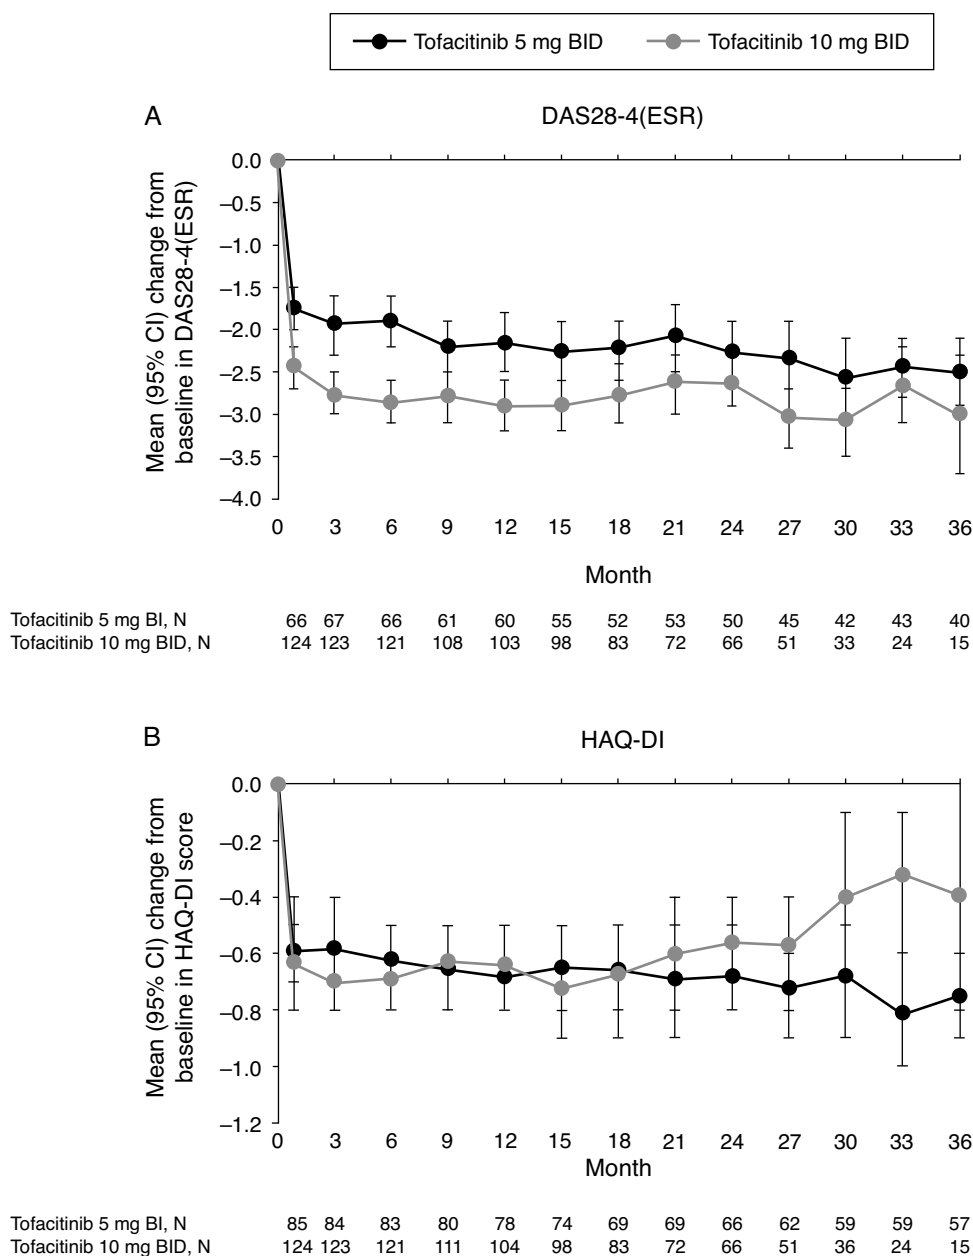 Tofacitinib 5 mg BID Tofacitinib 10 mg BID
A
DAS28-4(ESR)
Mean (95% CI) change from
baseline in DAS28-4(ESR)
0.0
–0.5
–1.0
–1.5
–2.0
–2.5
–3.0
–3.5
–4.0
0 3 6 9 12 15 18 21 24 27 30 33 36
Month
Tofacitinib 5 mg BI, N 66 67 66 61 60 55 52 53 50 45 42 43 40
Tofacitinib 10 mg BID, N 124 123 121 108 103 98 83 72 66 51 33 24 15
B
HAQ-DI
Mean (95% CI) change from
baseline in HAQ-DI score
0.0
–0.2
–0.4
–0.6
–0.8
–1.0
–1.2
0 3 6 9 12 15 18 21 24 27 30 33 36
Month
Tofacitinib 5 mg BI, N 85 84 83 80 78 74 69 69 66 62 59 59 57
Tofacitinib 10 mg BID, N 124 123 121 111 104 98 83 72 66 51 36 24 15